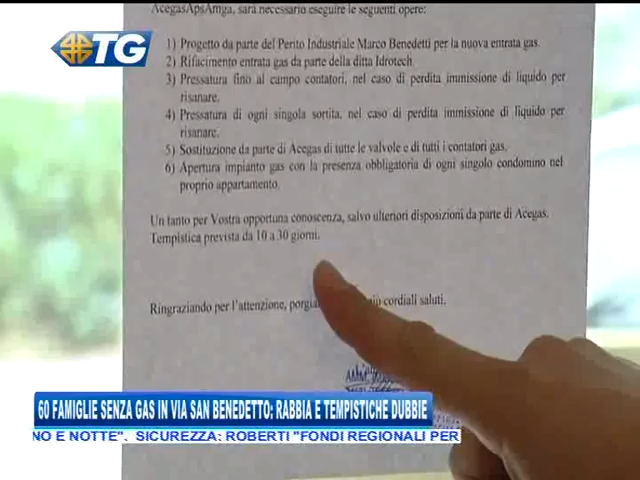 AcegasApsAmga, sarà necessario eseguire le seguenti opere:
TG
1) Progetto da parte del Perito Industriale Marco Benedetti per la nuova entrata gas.
2) Rifacimento entrata gas da parte della ditta Idrotech.
3) Pressatura fino al campo contatori, nel caso di perdita immissione di liquido per
risanare.
4) Pressatura di ogni singola sortita, nel caso di perdita immissione di liquido per
risanare.
5) Sostituzione da parte di Acegas di tutte le valvole e di tutti i contatori gas.
6) Apertura impianto gas con la presenza obbligatoria di ogni singolo condomino nel
proprio appartamento.
Un tanto per Vostra opportuna conoscenza, salvo ulteriori disposizioni da parte di Acegas.
Tempistica prevista da 10 a 30 giorni.
Ringraziando per l'attenzione, più cordiali saluti.
60 FAMIGLIE SENZA GAS IN VIA SAN BENEDETTO: RABBIA E TEMPISTICHE DUBBIE
NO E NOTTE". SICUREZZA: ROBERTI "FONDI REGIONALI PER